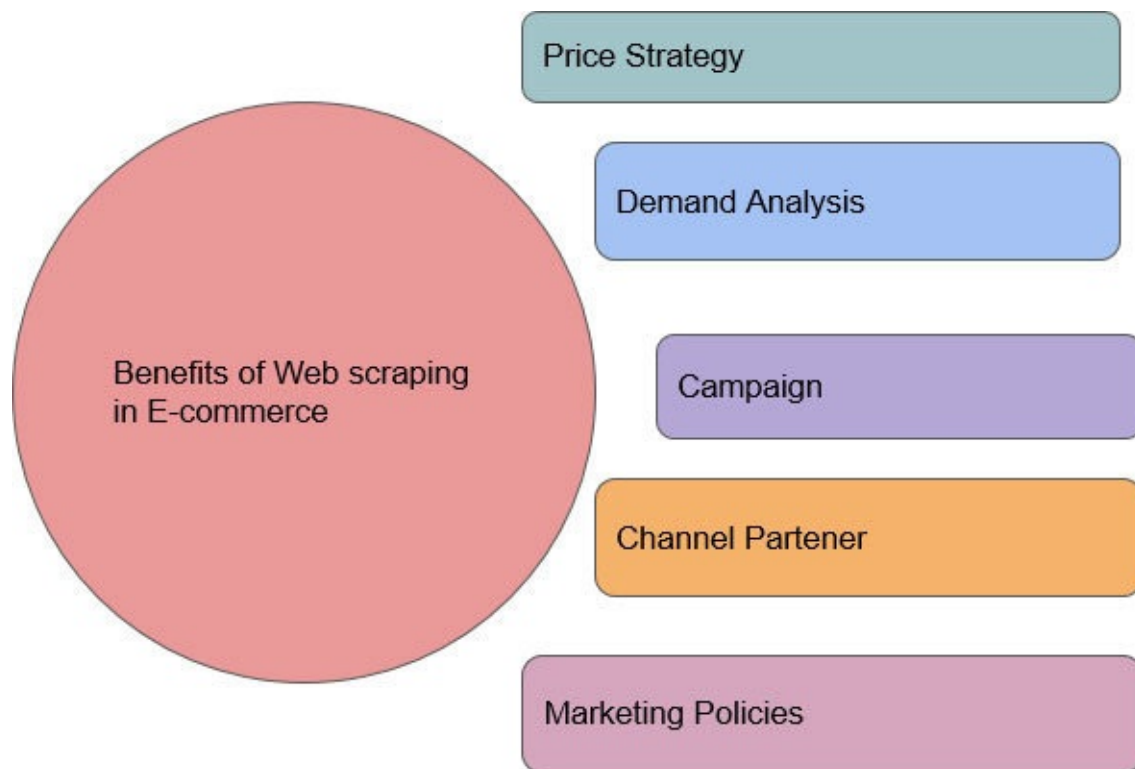 Price Strategy
Demand Analysis
Benefits of Web scraping
in E-commerce
Campaign
Channel Partener
Marketing Policies